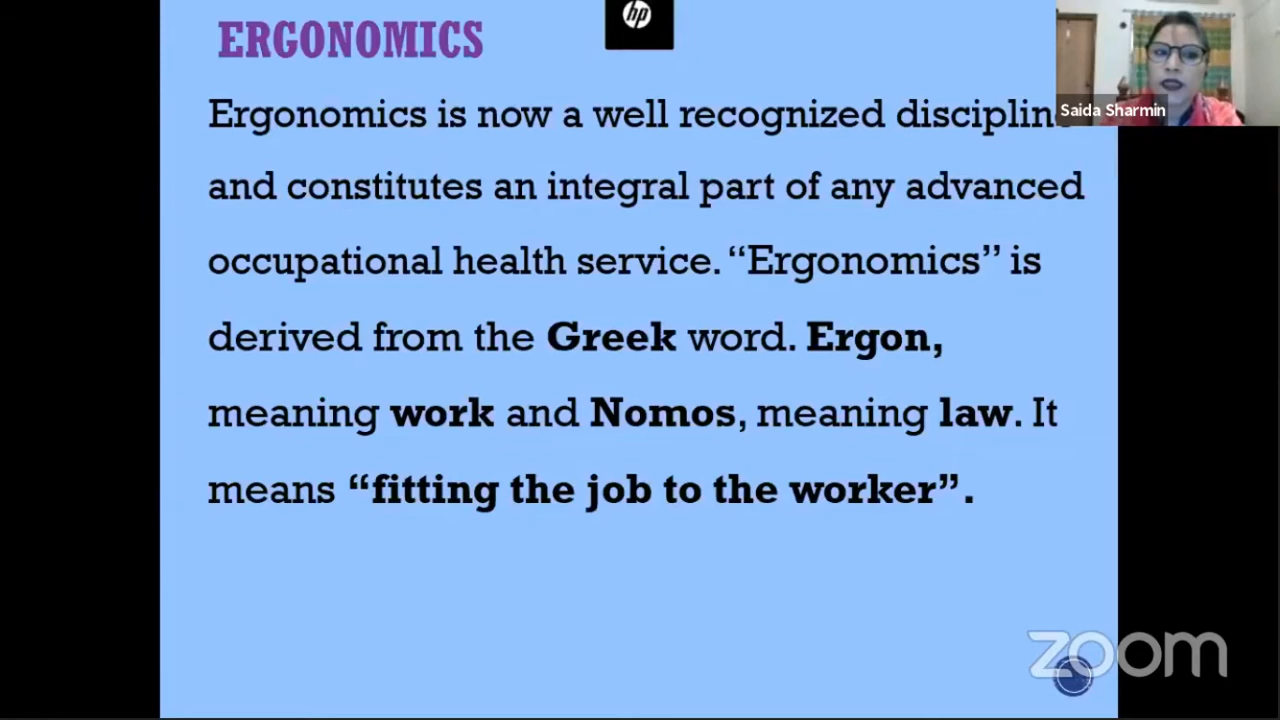 ERGONOMICS
hp
Saida Sharmin
Ergonomics is now a well recognized disciplin
and constitutes an integral part of any advanced
occupational health service. “Ergonomics” is
derived from the Greek word. Ergon,
meaning work and Nomos, meaning law. It
means “fitting the job to the worker”.
zoom